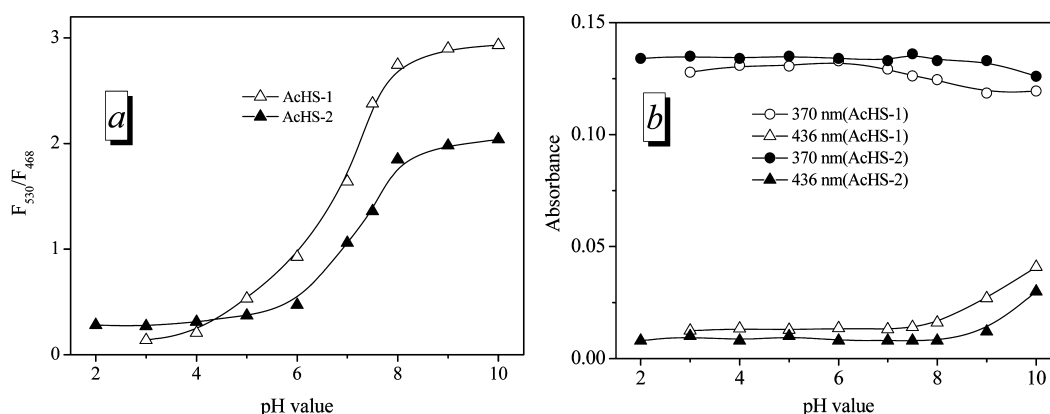 a
AcHS-1
AcHS-2
F530/F468
3
2
1
0
2 4 6 8 10
pH value
b
370 nm(AcHS-1)
436 nm(AcHS-1)
370 nm(AcHS-2)
436 nm(AcHS-2)
Absorbance
0.15
0.10
0.05
0.00
2 4 6 8 10
pH value